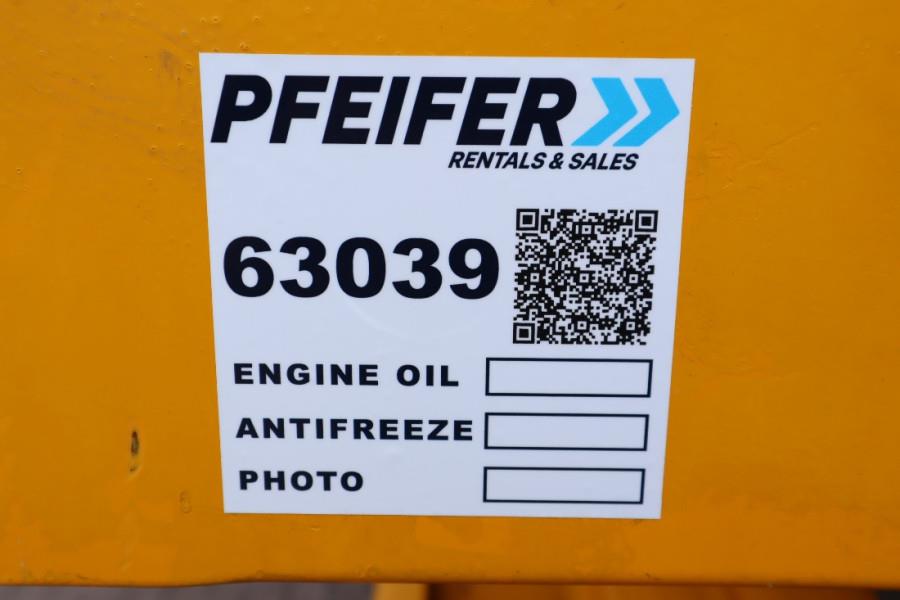 PFEIFER
RENTALS & SALES
63039
ENGINE OIL
ANTIFREEZE
PHOTO